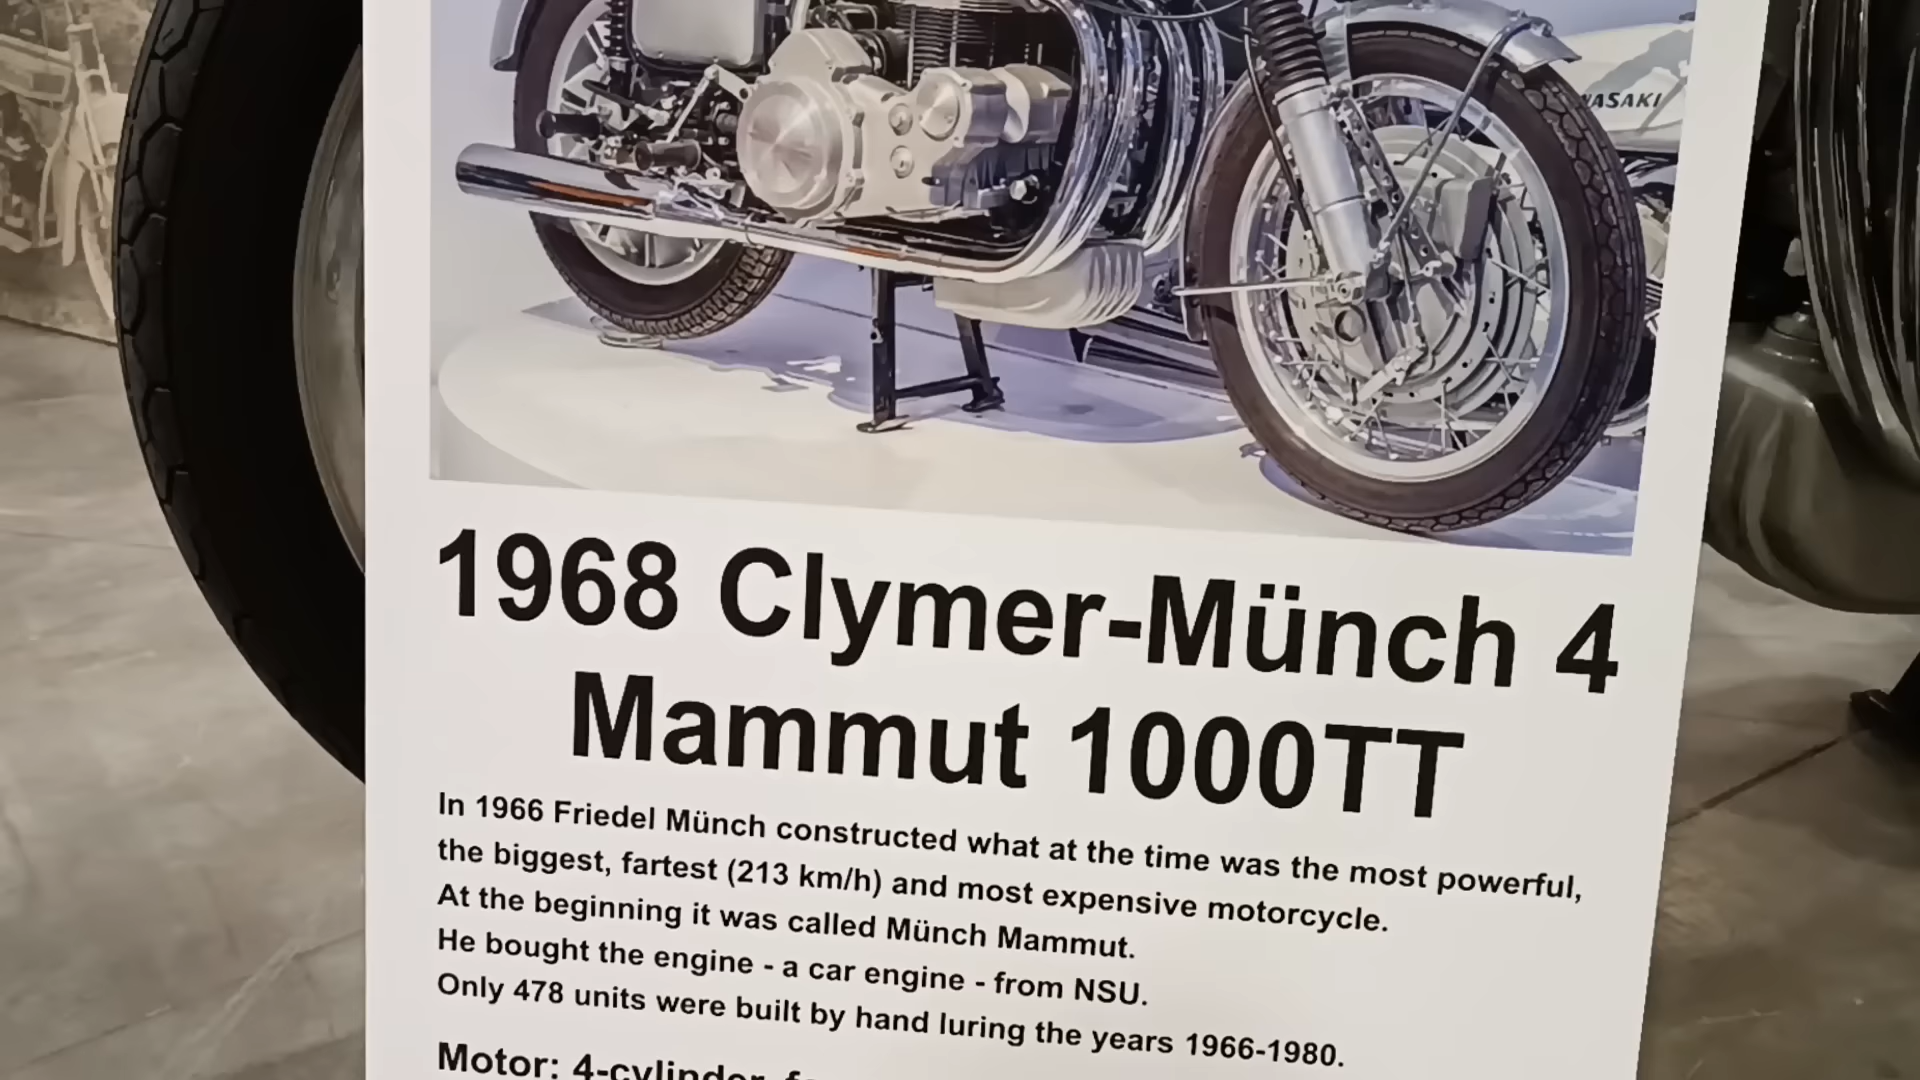 WASAKI
1968 Clymer-Münch 4
Mammut 1000TT
In 1966 Friedel Münch constructed what at the time was the most powerful,
the biggest, fartest (213 km/h) and most expensive motorcycle.
At the beginning it was called Münch Mammut.
He bought the engine - a car engine - from NSU.
Only 478 units were built by hand luring the years 1966-1980.
Motor: 4-cylinder,